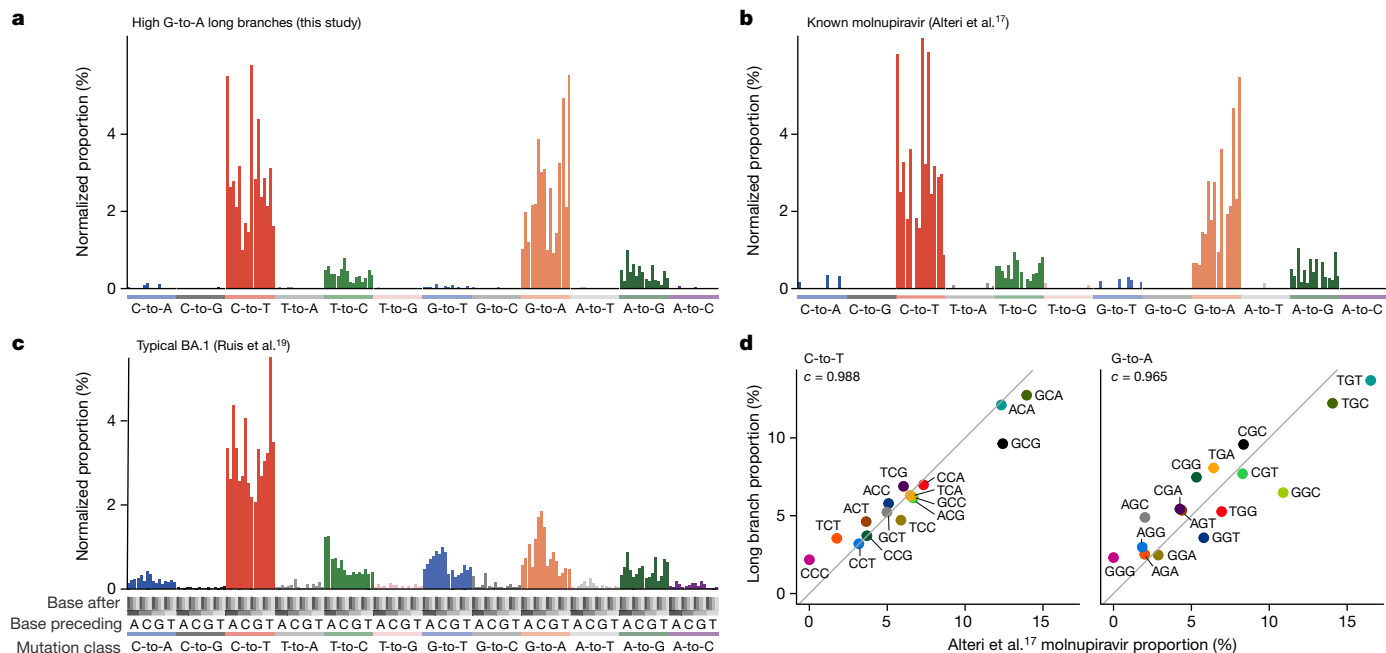 a
High G-to-A long branches (this study)
Normalized proportion (%)
4
2
0
C-to-A C-to-G C-to-T T-to-A T-to-C T-to-G G-to-T G-to-C G-to-A A-to-T A-to-G A-to-C
b
Known molnupiravir (Alteri et al.17)
Normalized proportion (%)
4
2
0
C-to-A C-to-G C-to-T T-to-A T-to-C T-to-G G-to-T G-to-C G-to-A A-to-T A-to-G A-to-C
c
Typical BA.1 (Ruis et al.19)
Normalized proportion (%)
4
2
0
Base after
Base preceding
A C G T A C G T A C G T A C G T A C G T A C G T A C G T A C G T A C G T A C G T A C G T A C G T
Mutation class
C-to-A C-to-G C-to-T T-to-A T-to-C T-to-G G-to-T G-to-C G-to-A A-to-T A-to-G A-to-C
d
C-to-T
c = 0.988
Long branch proportion (%)
10
5
0
GCA
ACA
GCG
TCG
CCA
TCA
GCC
ACG
ACC
ACT
TCC
GCT
TCT
CCG
CCT
CCC
0 5 10 15
G-to-A
c = 0.965
TGT
TGC
CGC
TGA
CGG
CGT
GGC
CGA
AGC
TGG
AGT
AGG
GGT
GGA
GGG
AGA
0 5 10 15
Alteri et al.17 molnupiravir proportion (%)